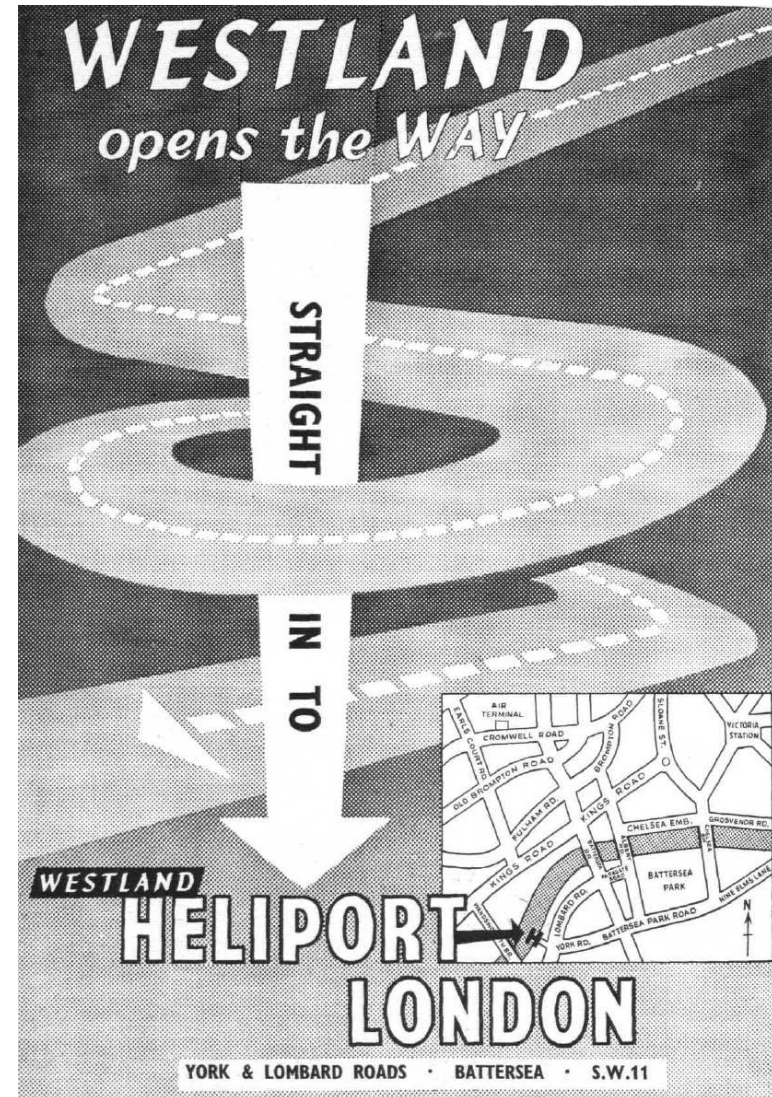 WESTLAND
opens the WAY
STRAIGHT IN TO
WESTLAND
HELIPORT
LONDON
YORK & LOMBARD ROADS · BATTERSEA · S.W.11
AIR
TERMINAL
CROMWELL ROAD
EARLS COURT RD
OLD BROMPTON ROAD
BROMPTON ROAD
SLOANE ST.
VICTORIA
STATION
FULHAM RD.
KINGS ROAD
KINGS ROAD
CHELSEA EMB.
GROSVENOR RD.
BATTERSEA
PARK
LOMBARD RD.
YORK RD.
BATTERSEA PARK ROAD
NINE ELMS LANE
N
H